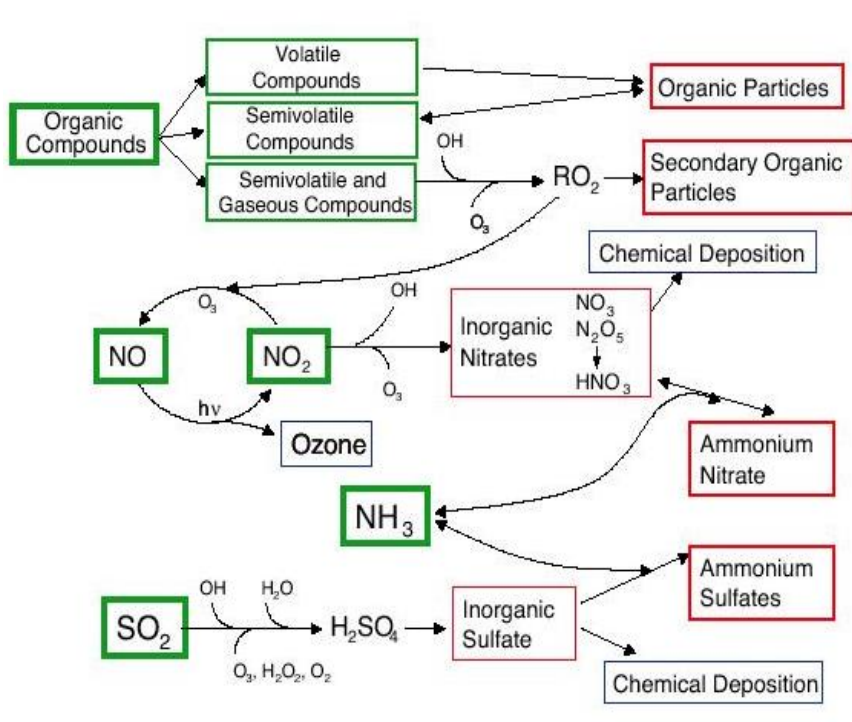 Volatile
Compounds
Organic
Compounds
Semivolatile
Compounds
Semivolatile and
Gaseous Compounds
OH
O₃
RO₂
Organic Particles
Secondary Organic
Particles
Chemical Deposition
O₃
NO
NO₂
hν
Ozone
OH
O₃
Inorganic
Nitrates
NO₃
N₂O₅
HNO₃
Ammonium
Nitrate
NH₃
Ammonium
Sulfates
SO₂
OH
H₂O
O₃, H₂O₂, O₂
H₂SO₄
Inorganic
Sulfate
Chemical Deposition